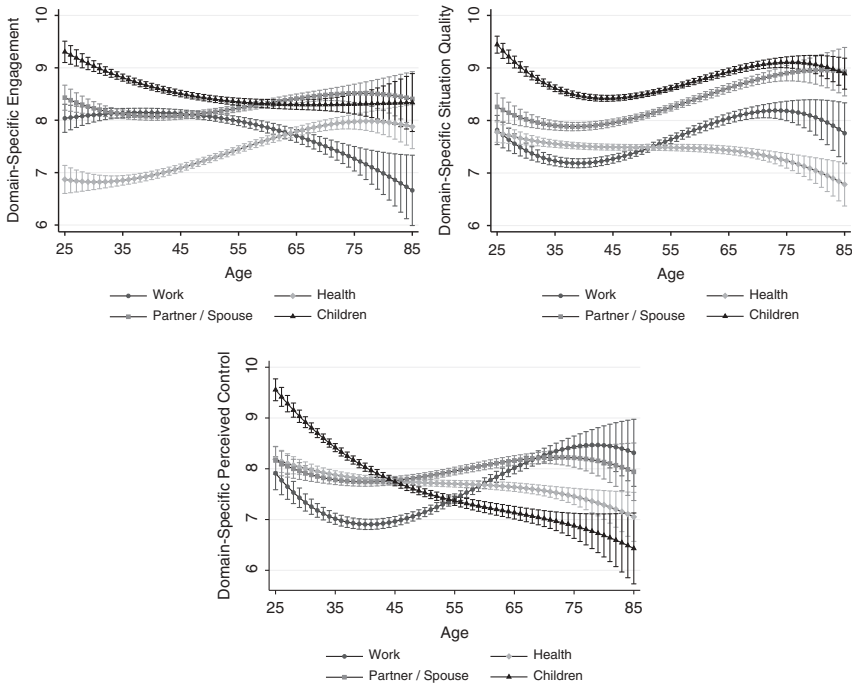 Domain-Specific Engagement
10
9
8
7
6
25 35 45 55 65 75 85
Age
Work Health
Partner / Spouse Children
Domain-Specific Situation Quality
10
9
8
7
6
25 35 45 55 65 75 85
Age
Work Health
Partner / Spouse Children
Domain-Specific Perceived Control
10
9
8
7
6
25 35 45 55 65 75 85
Age
Work Health
Partner / Spouse Children